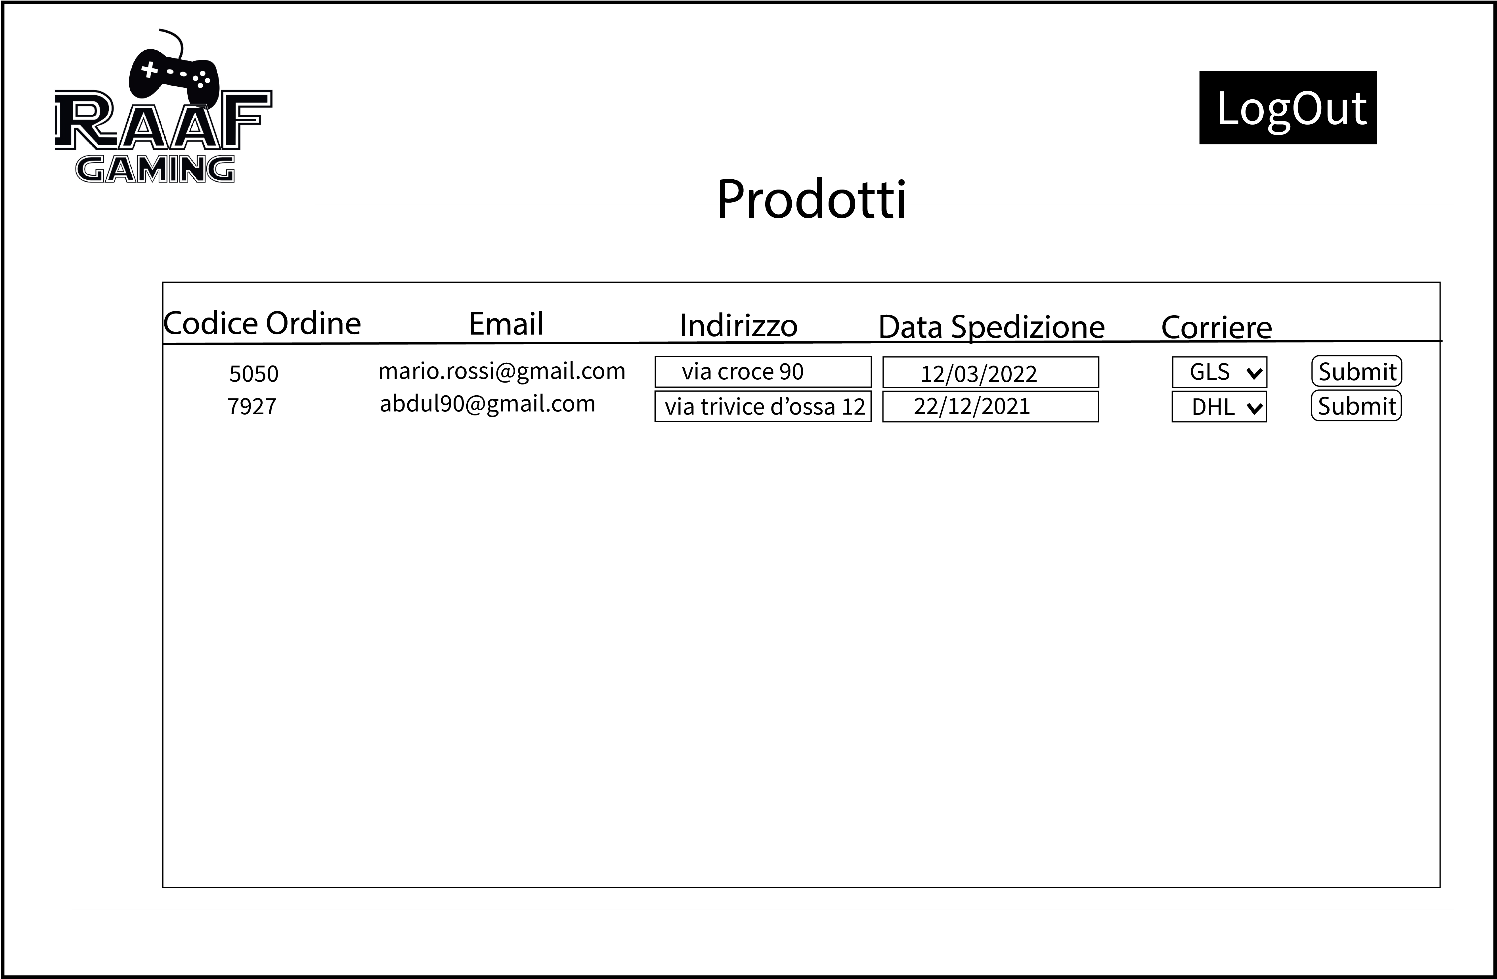 RAAF
GAMING
LogOut
Prodotti
Codice Ordine Email Indirizzo Data Spedizione Corriere
5050 mario.rossi@gmail.com via croce 90 12/03/2022 GLS Submit
7927 abdul90@gmail.com via trivice d’ossa 12 22/12/2021 DHL Submit